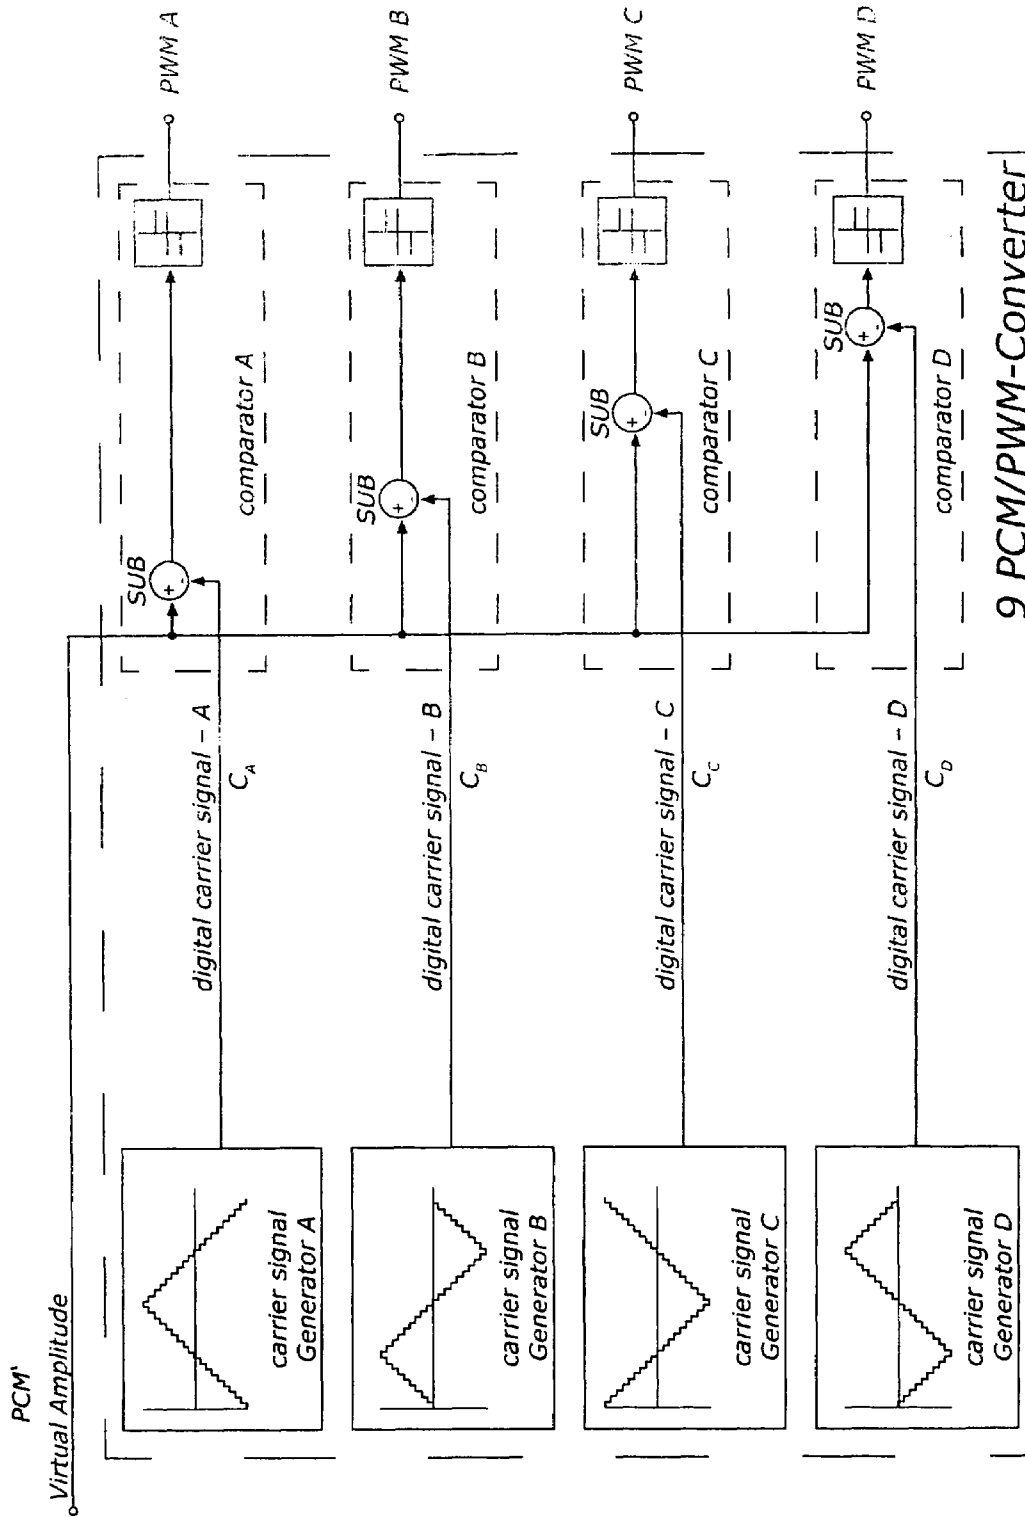 PCM'
Virtual Amplitude
carrier signal
Generator A
digital carrier signal – A
C_A
SUB
+
-
comparator A
PWM A
carrier signal
Generator B
digital carrier signal – B
C_B
SUB
+
-
comparator B
PWM B
carrier signal
Generator C
digital carrier signal – C
C_C
SUB
+
-
comparator C
PWM C
carrier signal
Generator D
digital carrier signal – D
C_D
SUB
+
-
comparator D
PWM D
9 PCM/PWM-Converter